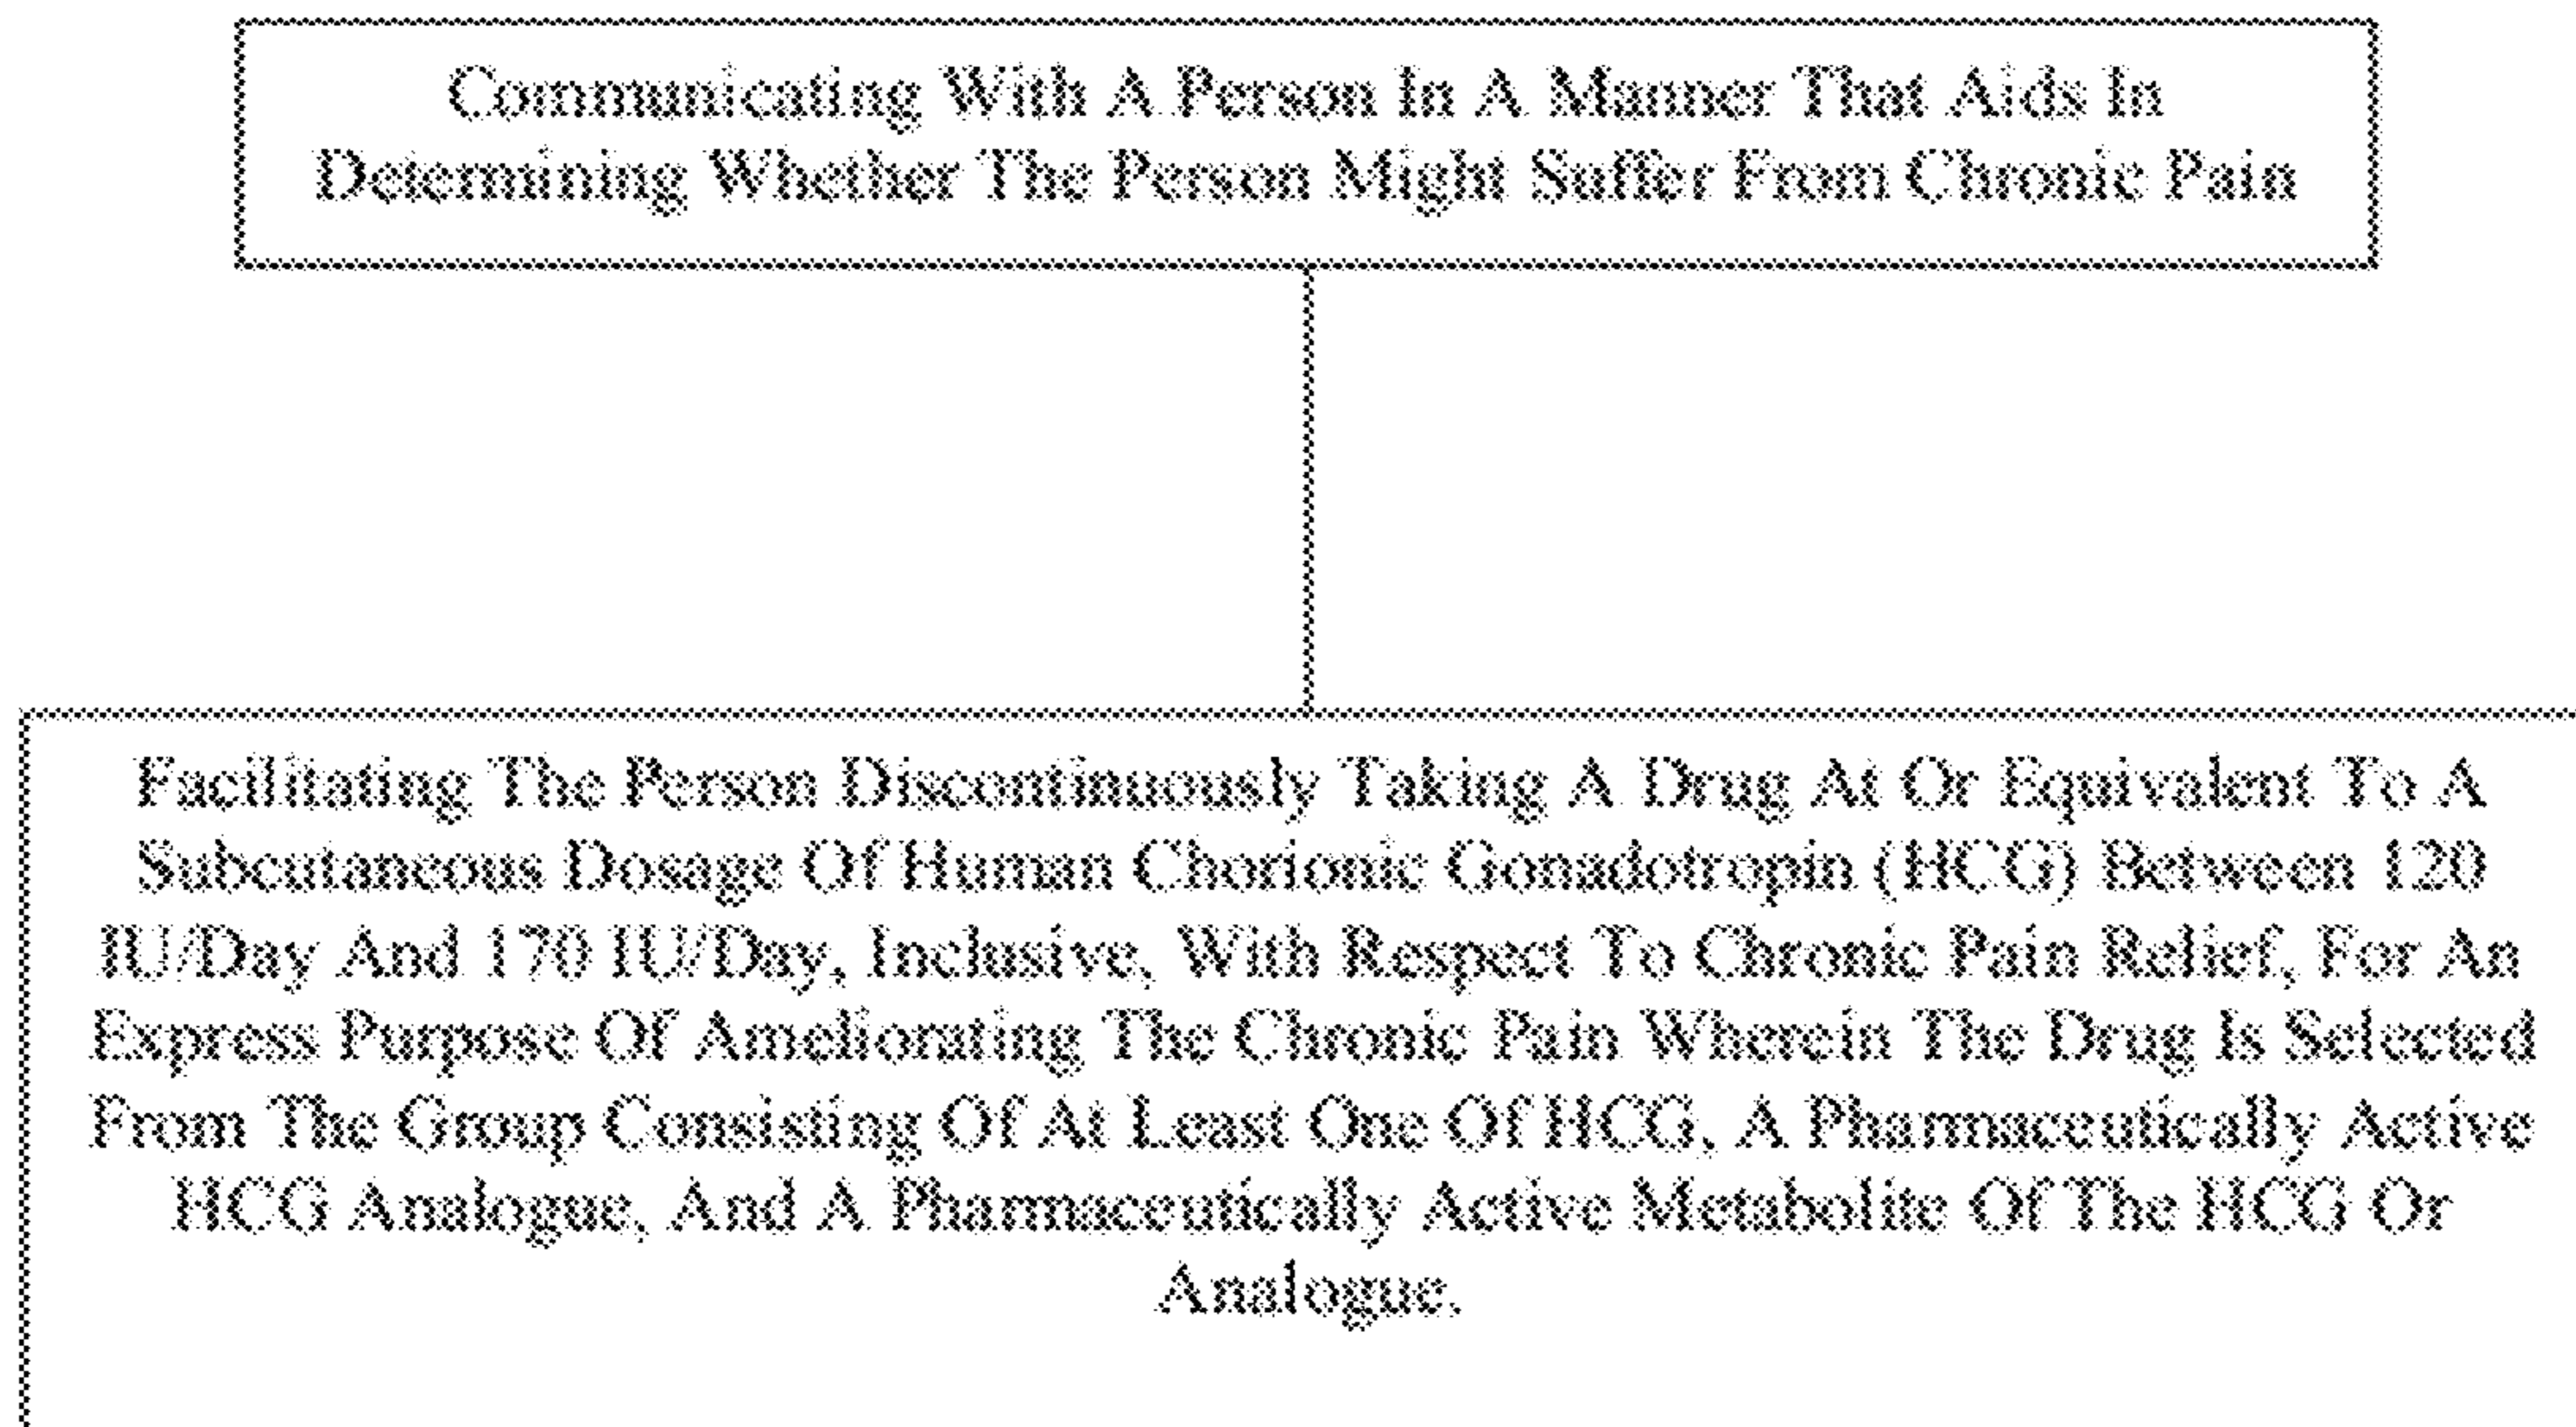 Communicating With A Person In A Manner That Aids In
Determining Whether The Person Might Suffer From Chronic Pain
Facilitating The Person Discontinuously Taking A Drug At Or Equivalent To A
Subcutaneous Dosage Of Human Chorionic Gonadotropin (HCG) Between 120
IU/Day And 170 IU/Day, Inclusive, With Respect To Chronic Pain Relief, For An
Express Purpose Of Ameliorating The Chronic Pain Wherein The Drug Is Selected
From The Group Consisting Of At Least One Of HCG, A Pharmaceutically Active
HCG Analogue, And A Pharmaceutically Active Metabolite Of The HCG Or
Analogue.